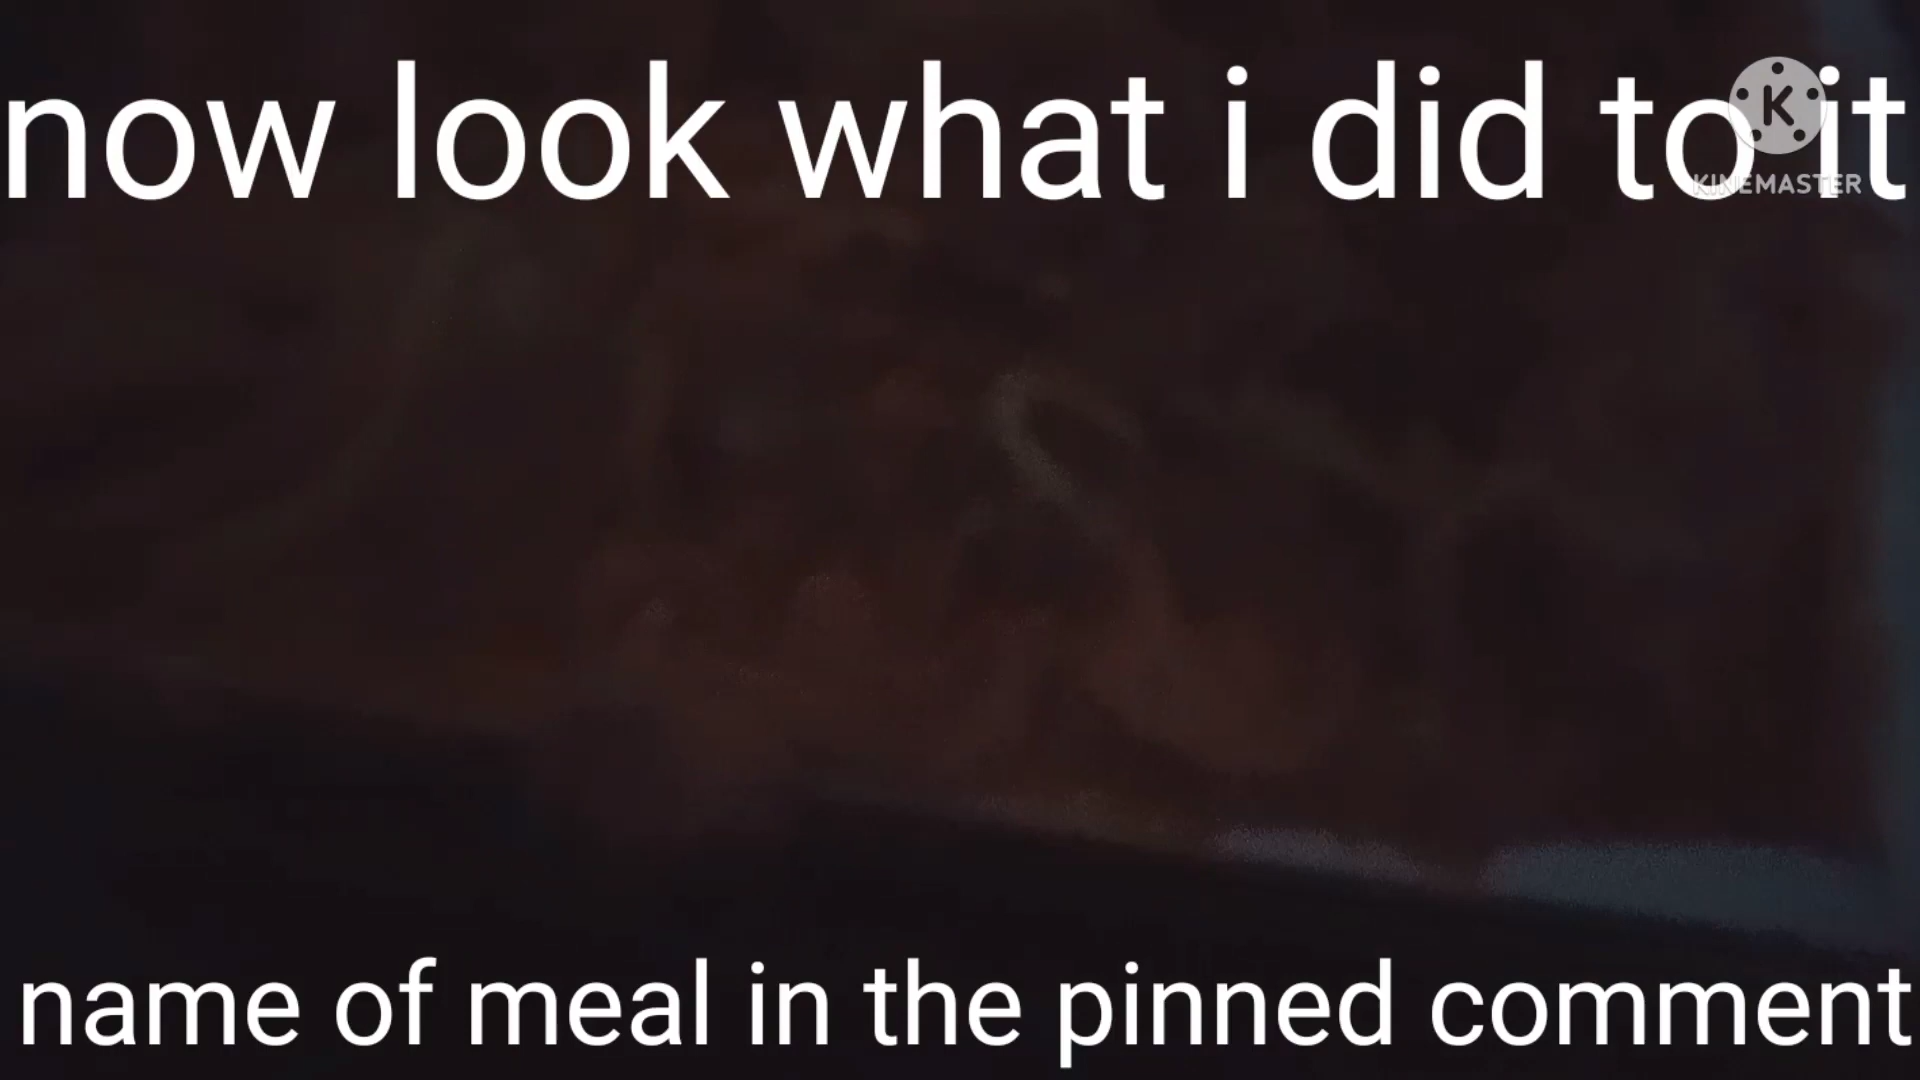 now look what i did to it
K
KINEMASTER
name of meal in the pinned comment